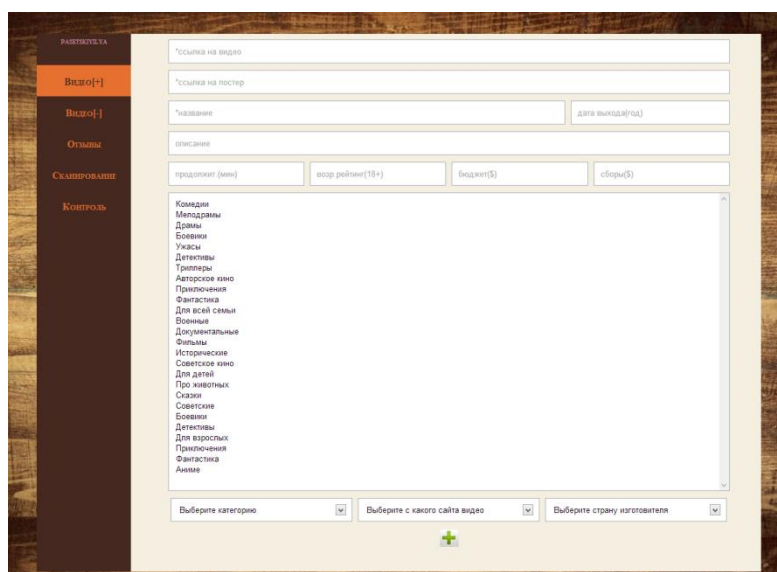 PASETSKIYILYA
*ссылка на видео
Видео[+]
*ссылка на постер
Видео[-]
*название
дата выхода(год)
Отзывы
описание
Сканирование
продолжит.(мин)
возр.рейтинг(18+)
бюджет($)
сборы($)
Контроль
Комедии
Мелодрамы
Драмы
Боевики
Ужасы
Детективы
Триллеры
Авторское кино
Приключения
Фантастика
Для всей семьи
Военные
Документальные
Фильмы
Исторические
Советское кино
Для детей
Про животных
Сказки
Советские
Боевики
Детективы
Для взрослых
Приключения
Фантастика
Аниме
Выберите категорию
Выберите с какого сайта видео
Выберите страну изготовителя